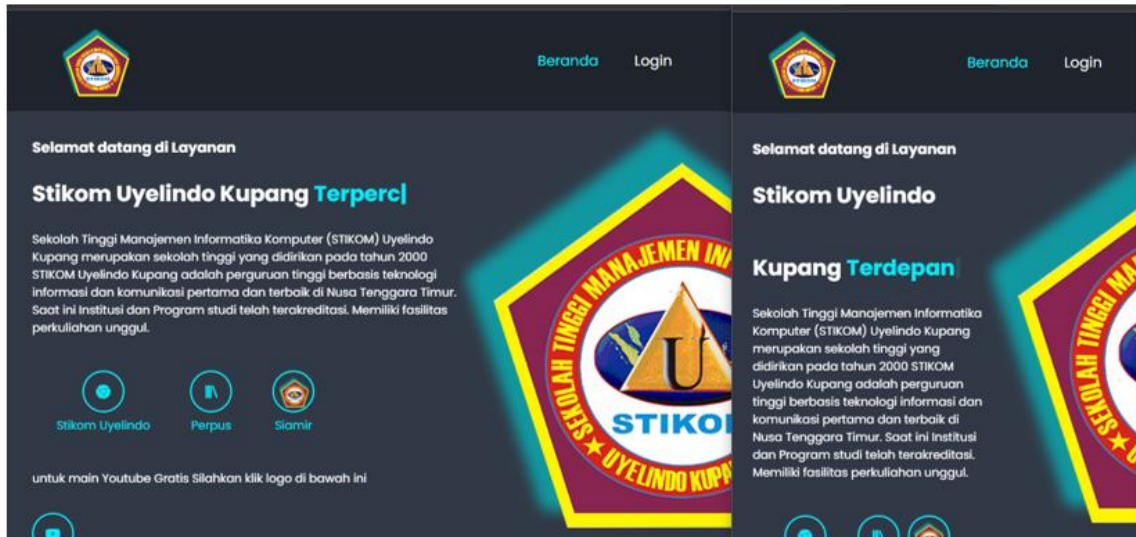 Beranda Login
Selamat datang di Layanan
Stikom Uyelindo Kupang Terperc
Sekolah Tinggi Manajemen Informatika Komputer (STIKOM) Uyelindo
Kupang merupakan sekolah tinggi yang didirikan pada tahun 2000
STIKOM Uyelindo Kupang adalah perguruan tinggi berbasis teknologi
informasi dan komunikasi pertama dan terbaik di Nusa Tenggara Timur.
Saat ini Institusi dan Program studi telah terakreditasi. Memiliki fasilitas
perkuliahan unggul.
Stikom Uyelindo Perpus Siamir
untuk main Youtube Gratis Silahkan klik logo di bawah ini
SEKOLAH TINGGI MANAJEMEN IN
U
STIKO
UYELINDO KUPA
Beranda Login
Selamat datang di Layanan
Stikom Uyelindo
Kupang Terdepan
Sekolah Tinggi Manajemen Informatika
Komputer (STIKOM) Uyelindo Kupang
merupakan sekolah tinggi yang
didirikan pada tahun 2000 STIKOM
Uyelindo Kupang adalah perguruan
tinggi berbasis teknologi informasi dan
komunikasi pertama dan terbaik di
Nusa Tenggara Timur. Saat ini Institusi
dan Program studi telah terakreditasi.
Memiliki fasilitas perkuliahan unggul.
SEKOLAH TINGGI